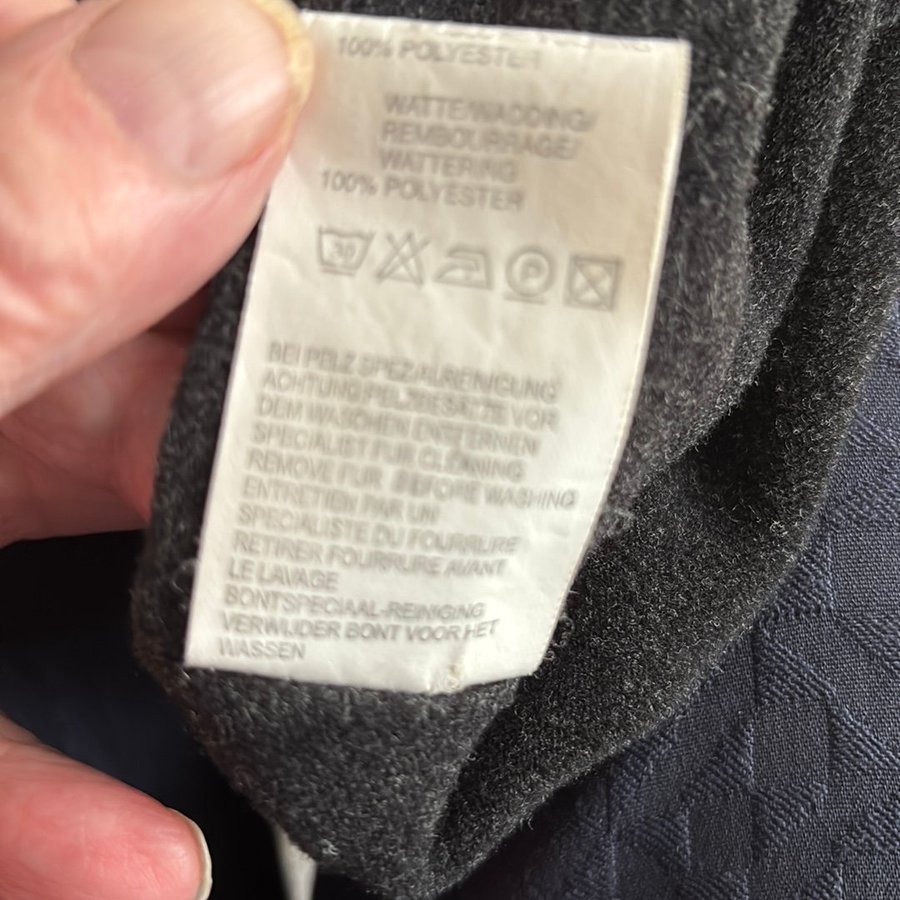 100% POLYESTER
WATTE/WADDING/
REMBOURRAGE/
WATTERING
100% POLYESTER
30
P
BEI PELZ SPEZIALREINIGUNG
ACHTUNG!PELZBESÄTZE VOR
DEM WASCHEN ENTFERNEN
SPECIALIST FUR CLEANING
REMOVE FUR BEFORE WASHING
ENTRETIEN PAR UN
SPECIALISTE DU FOURRURE
RETIRER FOURRURE AVANT
LE LAVAGE
BONTSPECIAAL-REINIGING
VERWIJDER BONT VOOR HET
WASSEN